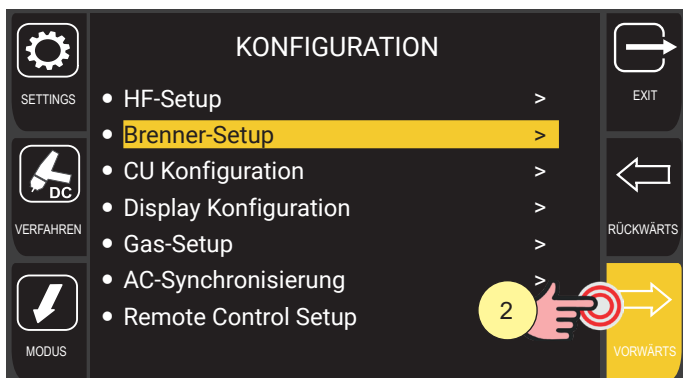 KONFIGURATION
SETTINGS
HF-Setup >
EXIT
Brenner-Setup >
CU Konfiguration >
DC
Display Konfiguration >
VERFAHREN
RÜCKWÄRTS
Gas-Setup >
AC-Synchronisierung >
Remote Control Setup
2
MODUS
VORWÄRTS